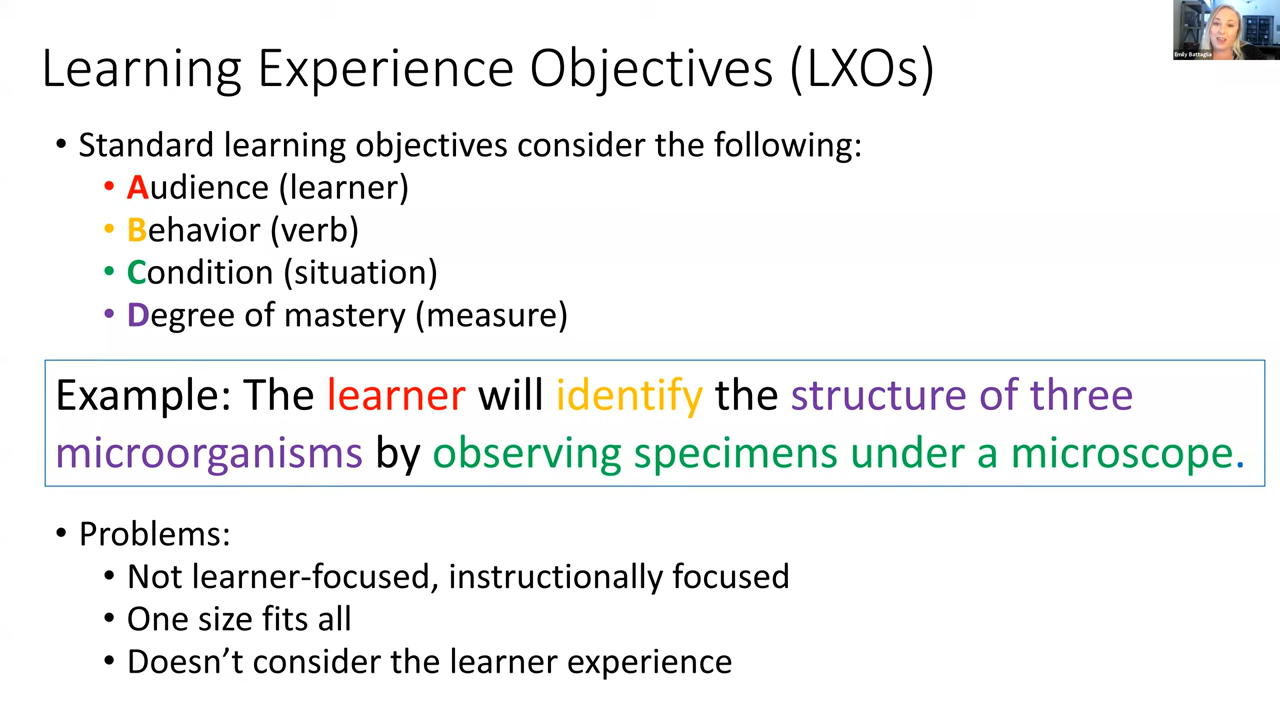 Learning Experience Objectives (LXOs)
Emily Battaglia
• Standard learning objectives consider the following:
• Audience (learner)
• Behavior (verb)
• Condition (situation)
• Degree of mastery (measure)
Example: The learner will identify the structure of three
microorganisms by observing specimens under a microscope.
• Problems:
• Not learner-focused, instructionally focused
• One size fits all
• Doesn’t consider the learner experience